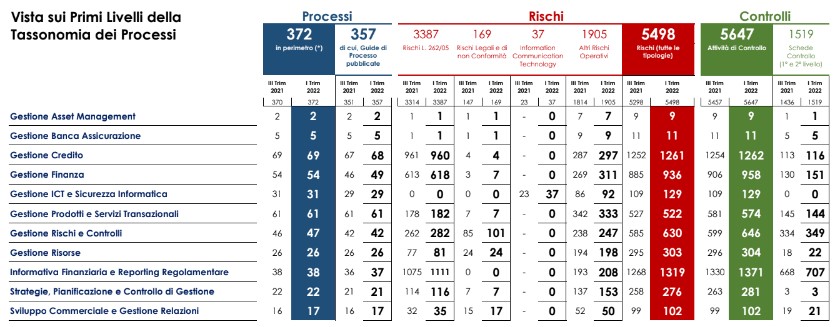 Vista sui Primi Livelli della
Tassonomia dei Processi
Processi Rischi Controlli
372 357 3387 169 37 1905 5498 5647 1519
in perimetro (*) di cui, Guide di Processo pubblicate Rischi L. 262/05 Rischi Legali e di non Conformità Information Communication Technology Altri Rischi Operativi Rischi (tutte le tipologie) Attività di Controllo Schede Controllo (1° e 2° livello)
III Trim 2021 I Trim 2022 III Trim 2021 I Trim 2022 III Trim 2021 I Trim 2022 III Trim 2021 I Trim 2022 III Trim 2021 I Trim 2022 III Trim 2021 I Trim 2022 III Trim 2021 I Trim 2022 III Trim 2021 I Trim 2022 III Trim 2021 I Trim 2022
370 372 351 357 3314 3387 147 169 23 37 1814 1905 5298 5498 5457 5647 1436 1519
Gestione Asset Management 2 2 2 2 1 1 1 1 - 0 7 7 9 9 9 9 1 1
Gestione Banca Assicurazione 5 5 5 5 1 1 1 1 - 0 9 9 11 11 11 11 5 5
Gestione Credito 69 69 67 68 961 960 4 4 - 0 287 297 1252 1261 1254 1262 113 116
Gestione Finanza 54 54 46 49 613 618 3 7 - 0 269 311 885 936 906 958 130 151
Gestione ICT e Sicurezza Informatica 31 31 29 29 0 0 0 0 23 37 86 92 109 129 109 129 0 0
Gestione Prodotti e Servizi Transazionali 61 61 61 61 178 182 7 7 - 0 342 333 527 522 581 574 145 144
Gestione Rischi e Controlli 46 47 42 42 262 282 85 101 - 0 238 247 585 630 599 646 334 349
Gestione Risorse 26 26 26 26 77 81 24 24 - 0 194 198 295 303 296 304 18 22
Informativa Finanziaria e Reporting Regolamentare 38 38 36 37 1075 1111 0 0 - 0 193 208 1268 1319 1330 1371 668 707
Strategie, Pianificazione e Controllo di Gestione 22 22 21 21 114 116 7 7 - 0 137 153 258 276 263 281 3 3
Sviluppo Commerciale e Gestione Relazioni 16 17 16 17 32 35 15 17 - 0 52 50 99 102 99 102 19 21